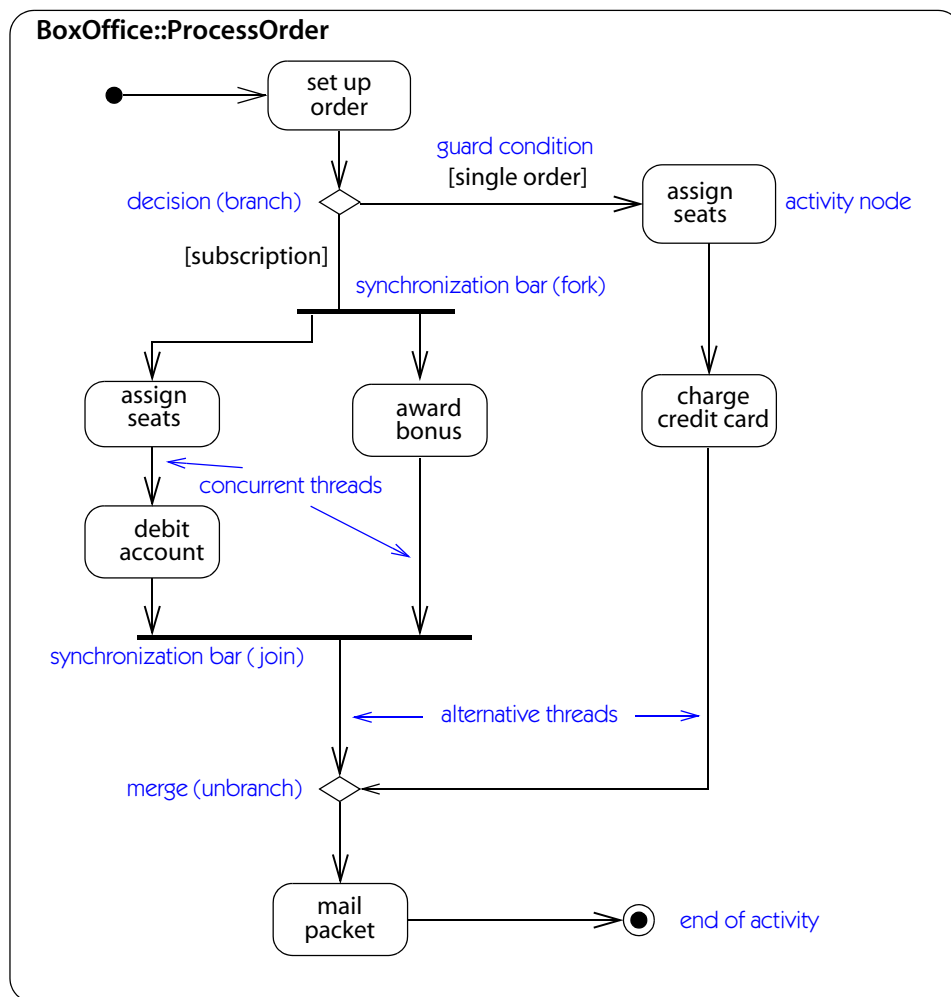 BoxOffice::ProcessOrder
set up
order
guard condition
[single order]
decision (branch)
assign
seats
activity node
[subscription]
synchronization bar (fork)
assign
seats
award
bonus
charge
credit card
concurrent threads
debit
account
synchronization bar (join)
alternative threads
merge (unbranch)
mail
packet
end of activity